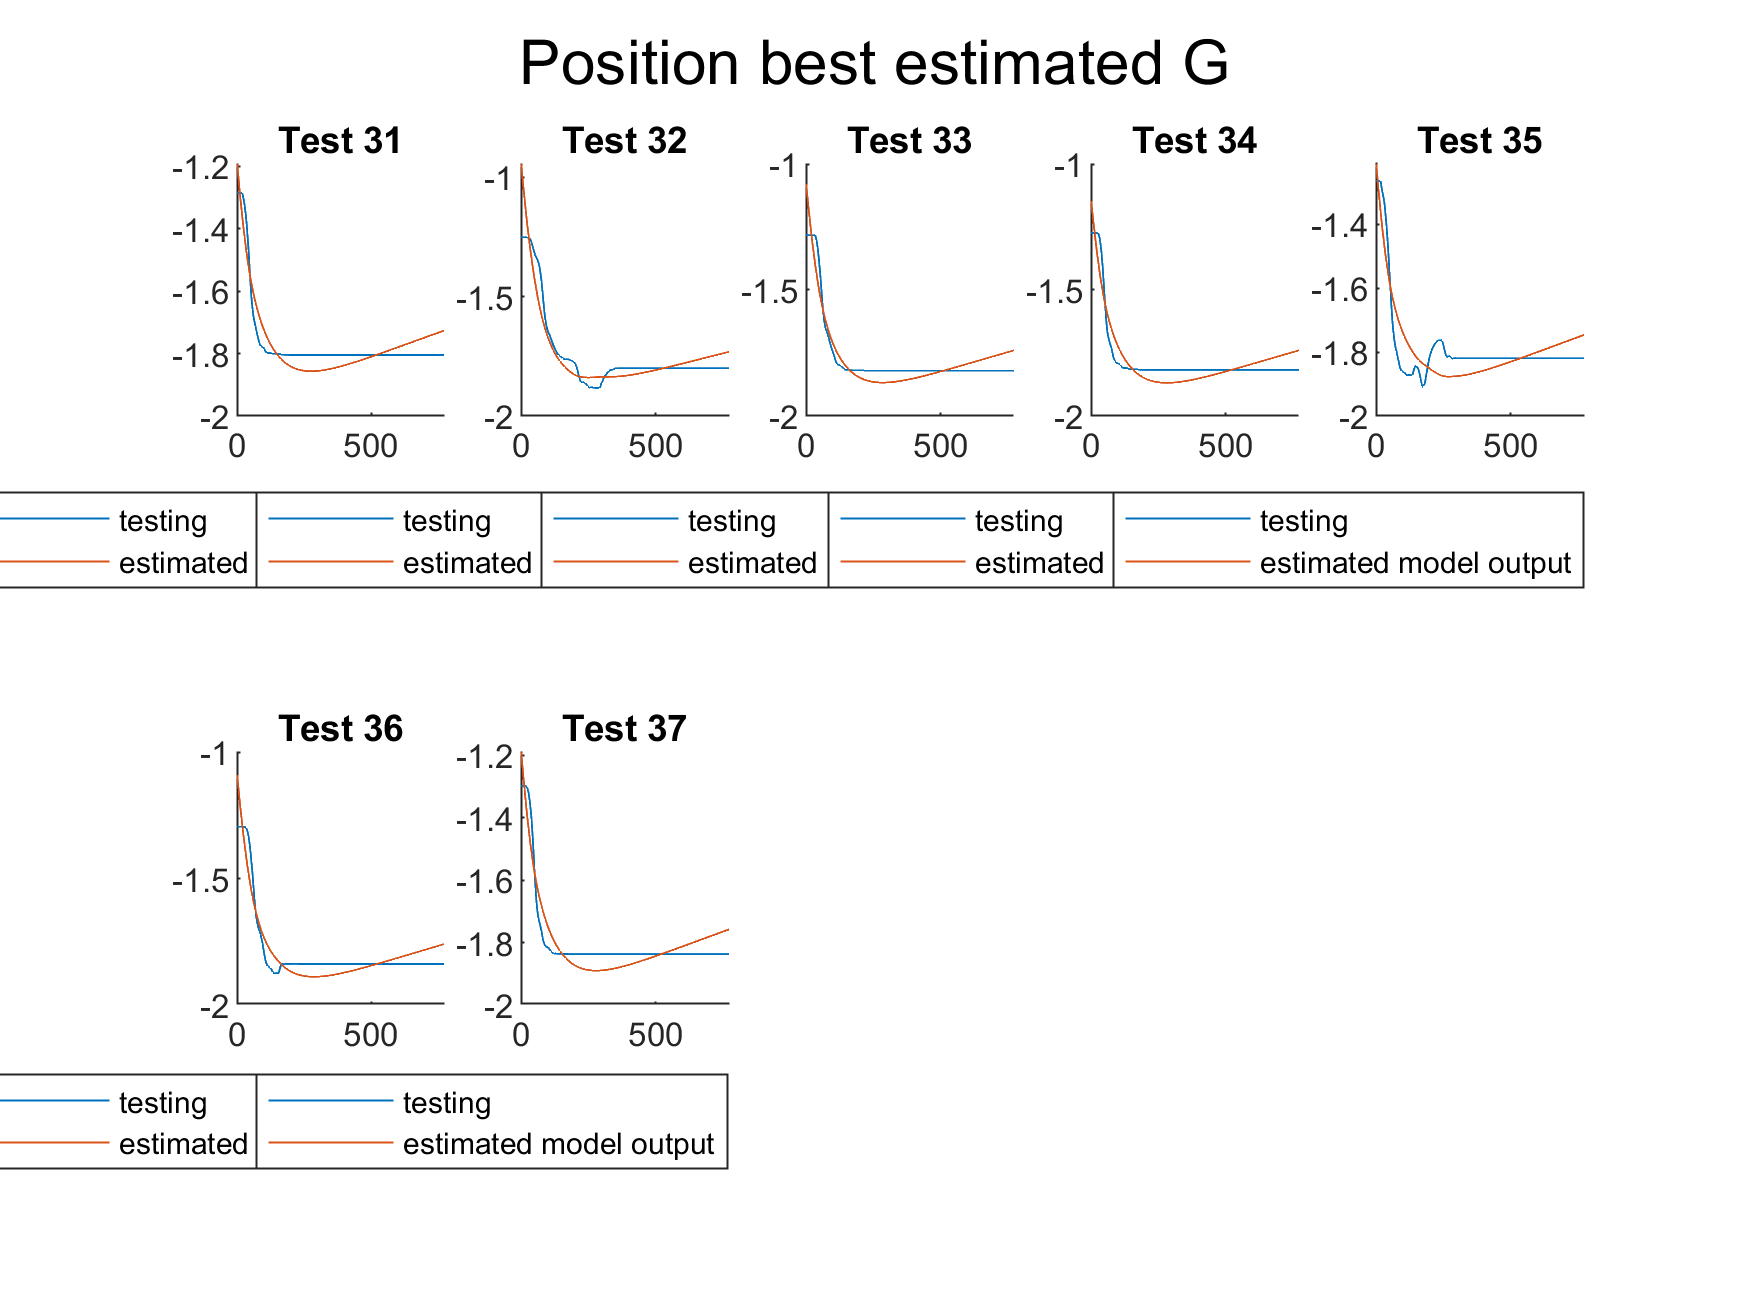 Position best estimated G
Test 31
Test 32
Test 33
Test 34
Test 35
-1.2
-1.4
-1.6
-1.8
-2
0
500
-1
-1.5
-2
0
500
-1
-1.5
-2
0
500
-1
-1.5
-2
0
500
-1.4
-1.6
-1.8
-2
0
500
testing
estimated
testing
estimated
testing
estimated
testing
estimated
testing
estimated model output
Test 36
Test 37
-1
-1.5
-2
0
500
-1.2
-1.4
-1.6
-1.8
-2
0
500
testing
estimated
testing
estimated model output